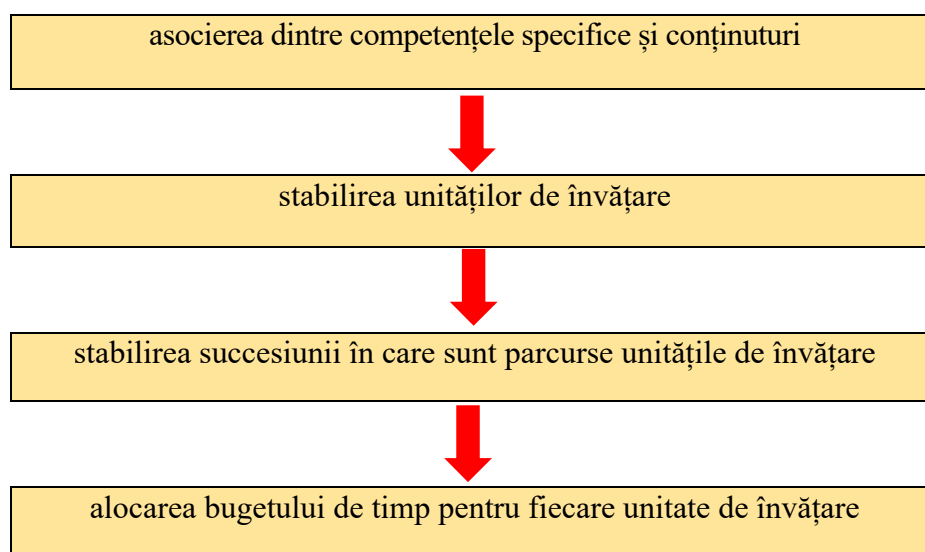 asocierea dintre competențele specifice și conținuturi
stabilirea unităților de învățare
stabilirea succesiunii în care sunt parcurse unitățile de învățare
alocarea bugetului de timp pentru fiecare unitate de învățare